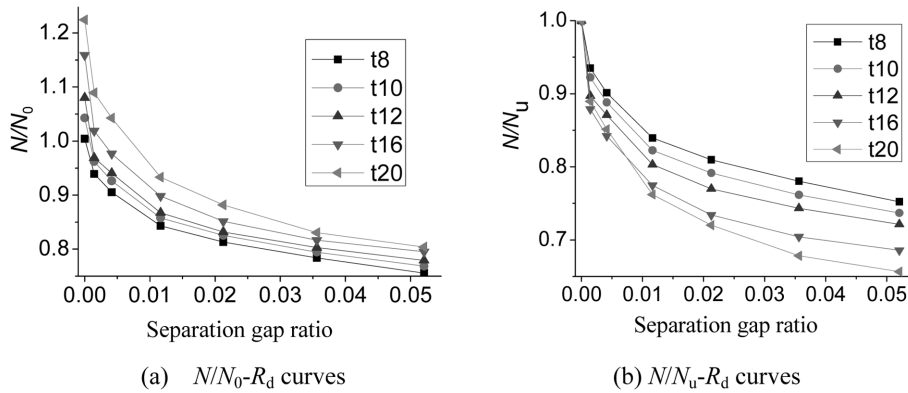 1.2
1.1
1.0
0.9
0.8
N/N0
0.00 0.01 0.02 0.03 0.04 0.05
Separation gap ratio
t8
t10
t12
t16
t20
(a) N/N0-Rd curves
1.0
0.9
0.8
0.7
N/Nu
0.00 0.01 0.02 0.03 0.04 0.05
Separation gap ratio
t8
t10
t12
t16
t20
(b) N/Nu-Rd curves